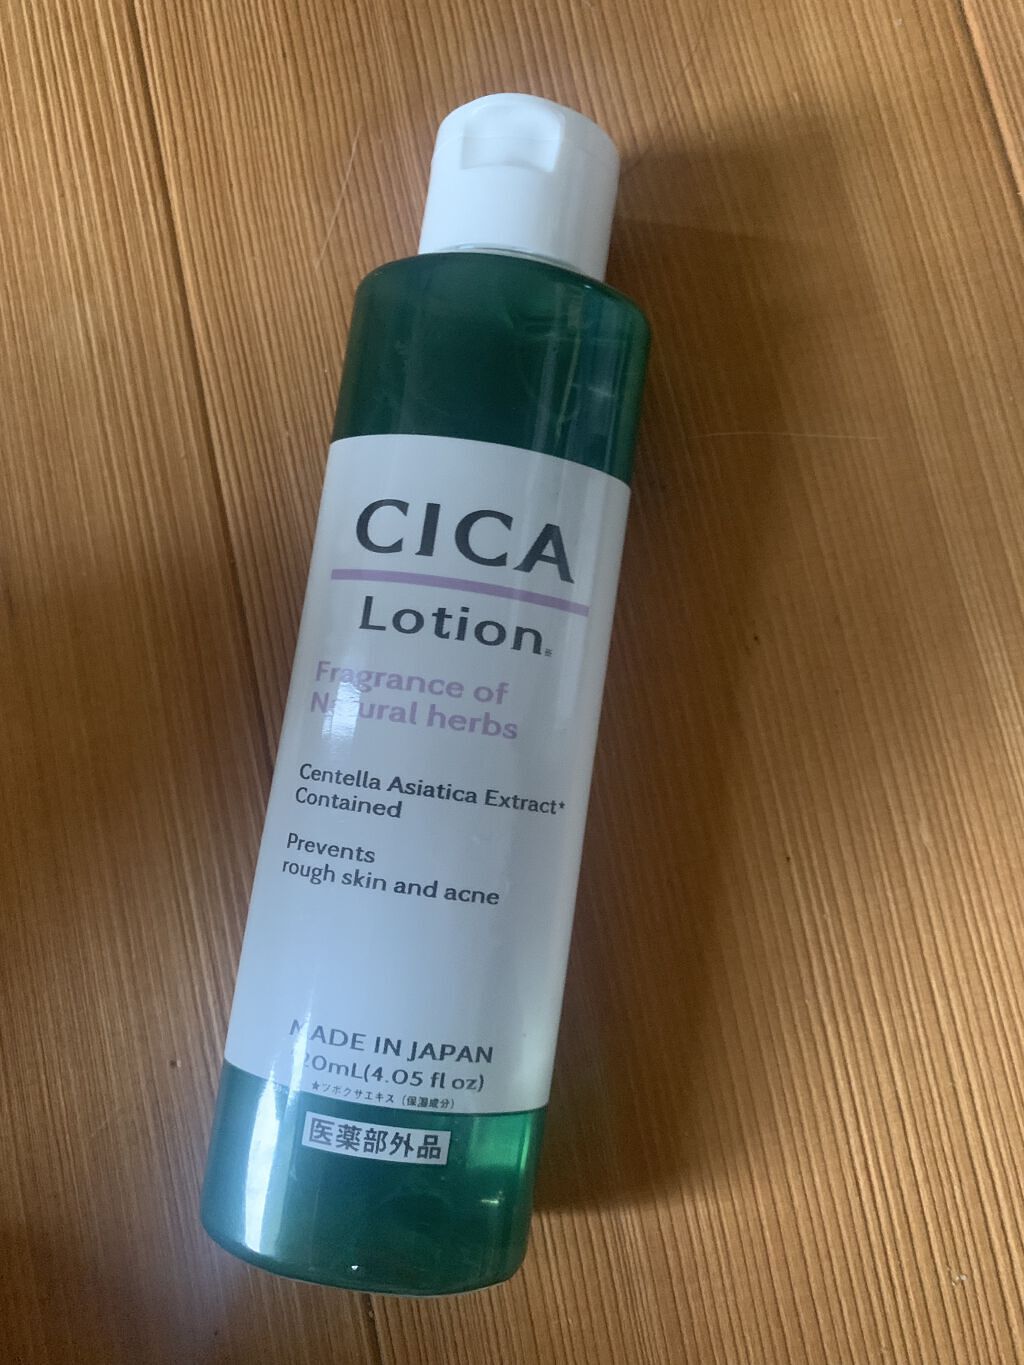 CICA
Lotion
Fragrance of
Natural herbs
Centella Asiatica Extract*
Contained
Prevents
rough skin and acne
MADE IN JAPAN
20mL(4.05 fl oz)
★ツボクサエキス（保湿成分）
医薬部外品